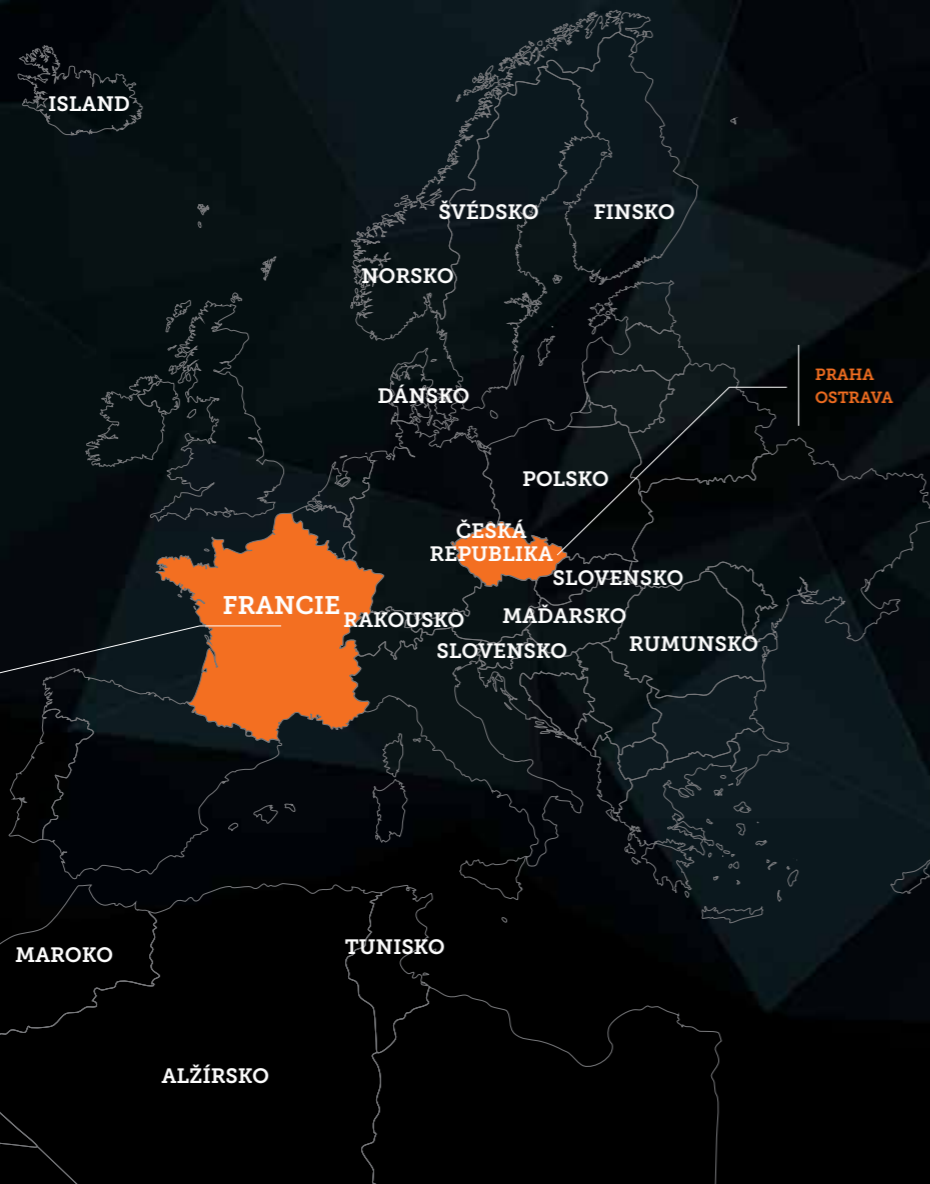 ISLAND
ŠVÉDSKO
FINSKO
NORSKO
PRAHA
OSTRAVA
DÁNSKO
POLSKO
ČESKÁ
REPUBLIKA
SLOVENSKO
FRANCIE
RAKOUSKO
MAĎARSKO
SLOVENSKO
RUMUNSKO
MAROKO
TUNISKO
ALŽÍRSKO